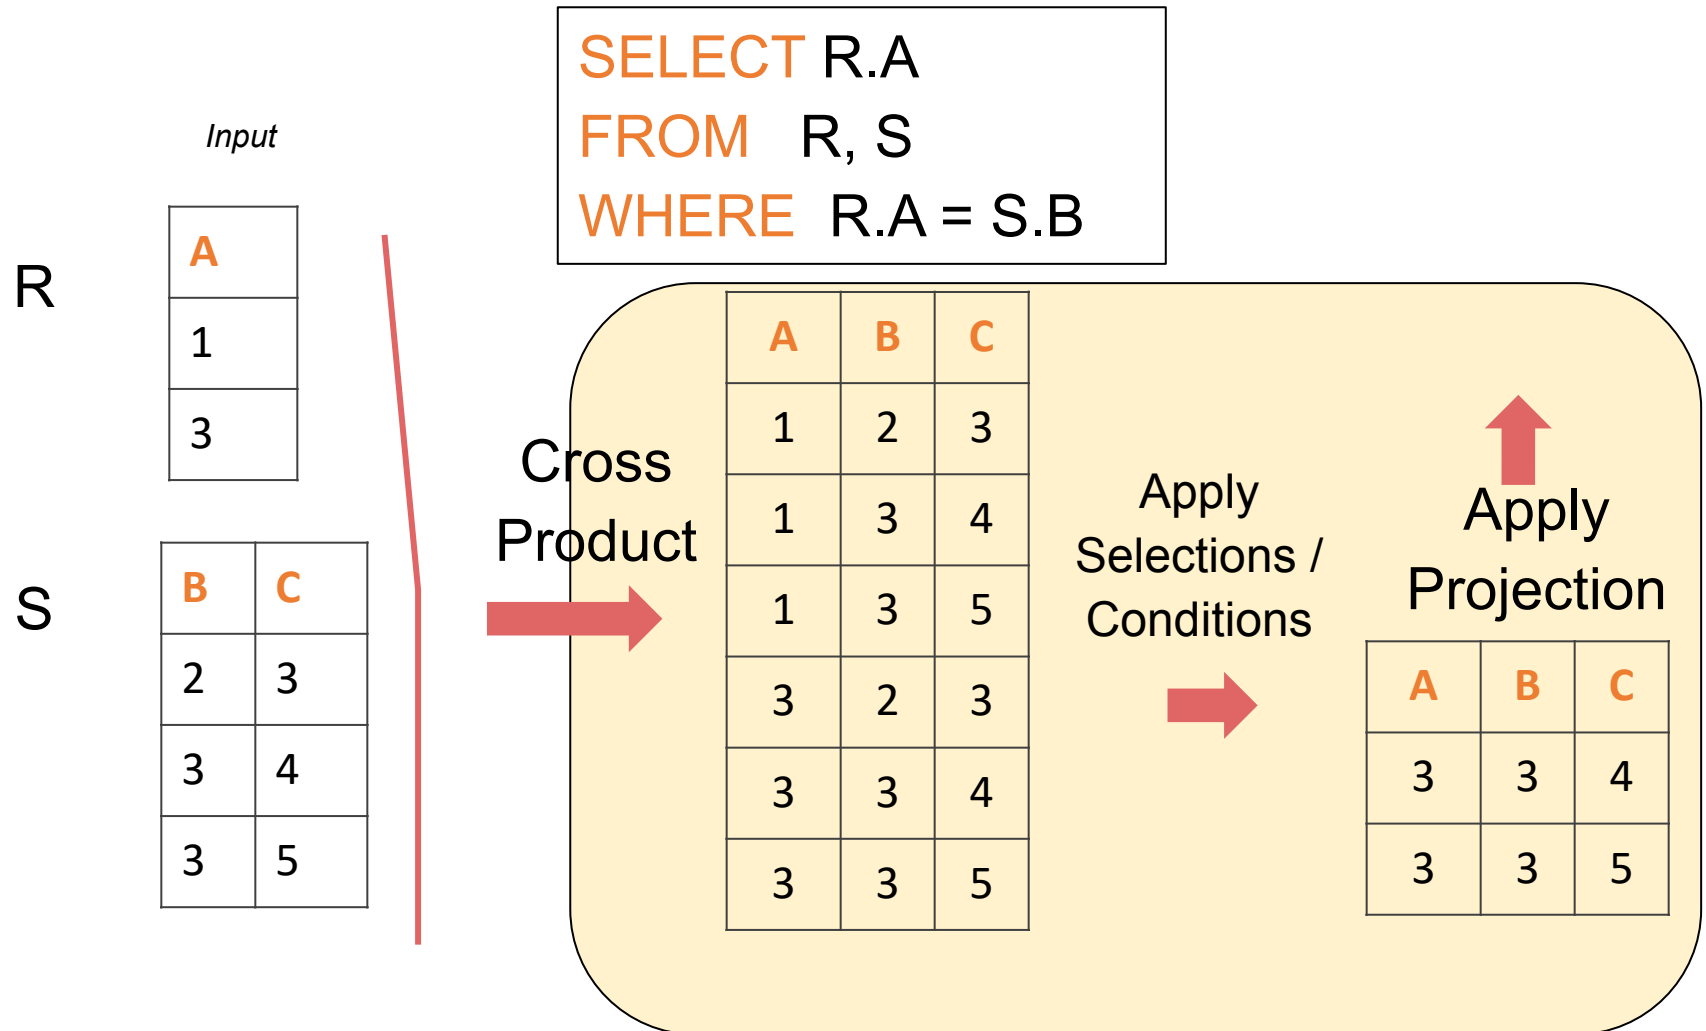 SELECT R.A
FROM R, S
WHERE R.A = S.B
Input
R
A
1
3
S
B C
2 3
3 4
3 5
Cross
Product
A B C
1 2 3
1 3 4
1 3 5
3 2 3
3 3 4
3 3 5
Apply
Selections /
Conditions
Apply
Projection
A B C
3 3 4
3 3 5